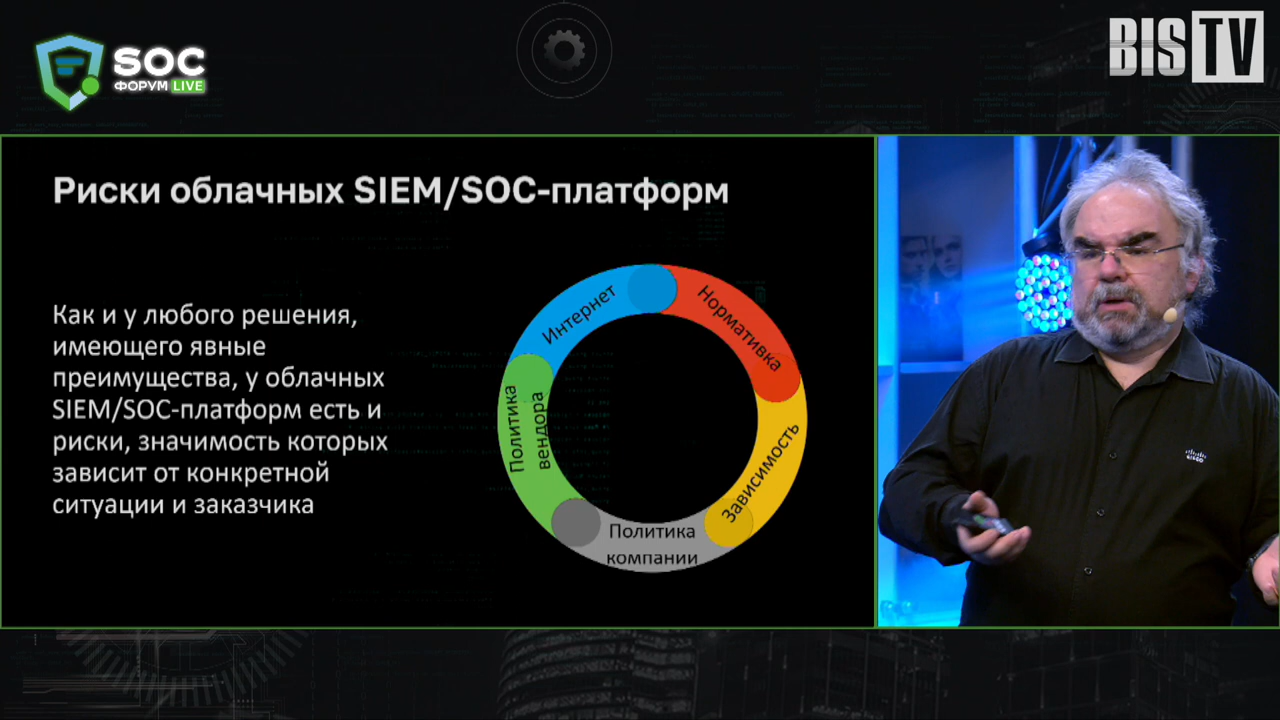 SOC
ФОРУМ LIVE
BIS TV
Риски облачных SIEM/SOC-платформ
Как и у любого решения,
имеющего явные
преимущества, у облачных
SIEM/SOC-платформ есть и
риски, значимость которых
зависит от конкретной
ситуации и заказчика
Интернет
Нормативка
Политика
вендора
Зависимость
Политика
компании
cisco